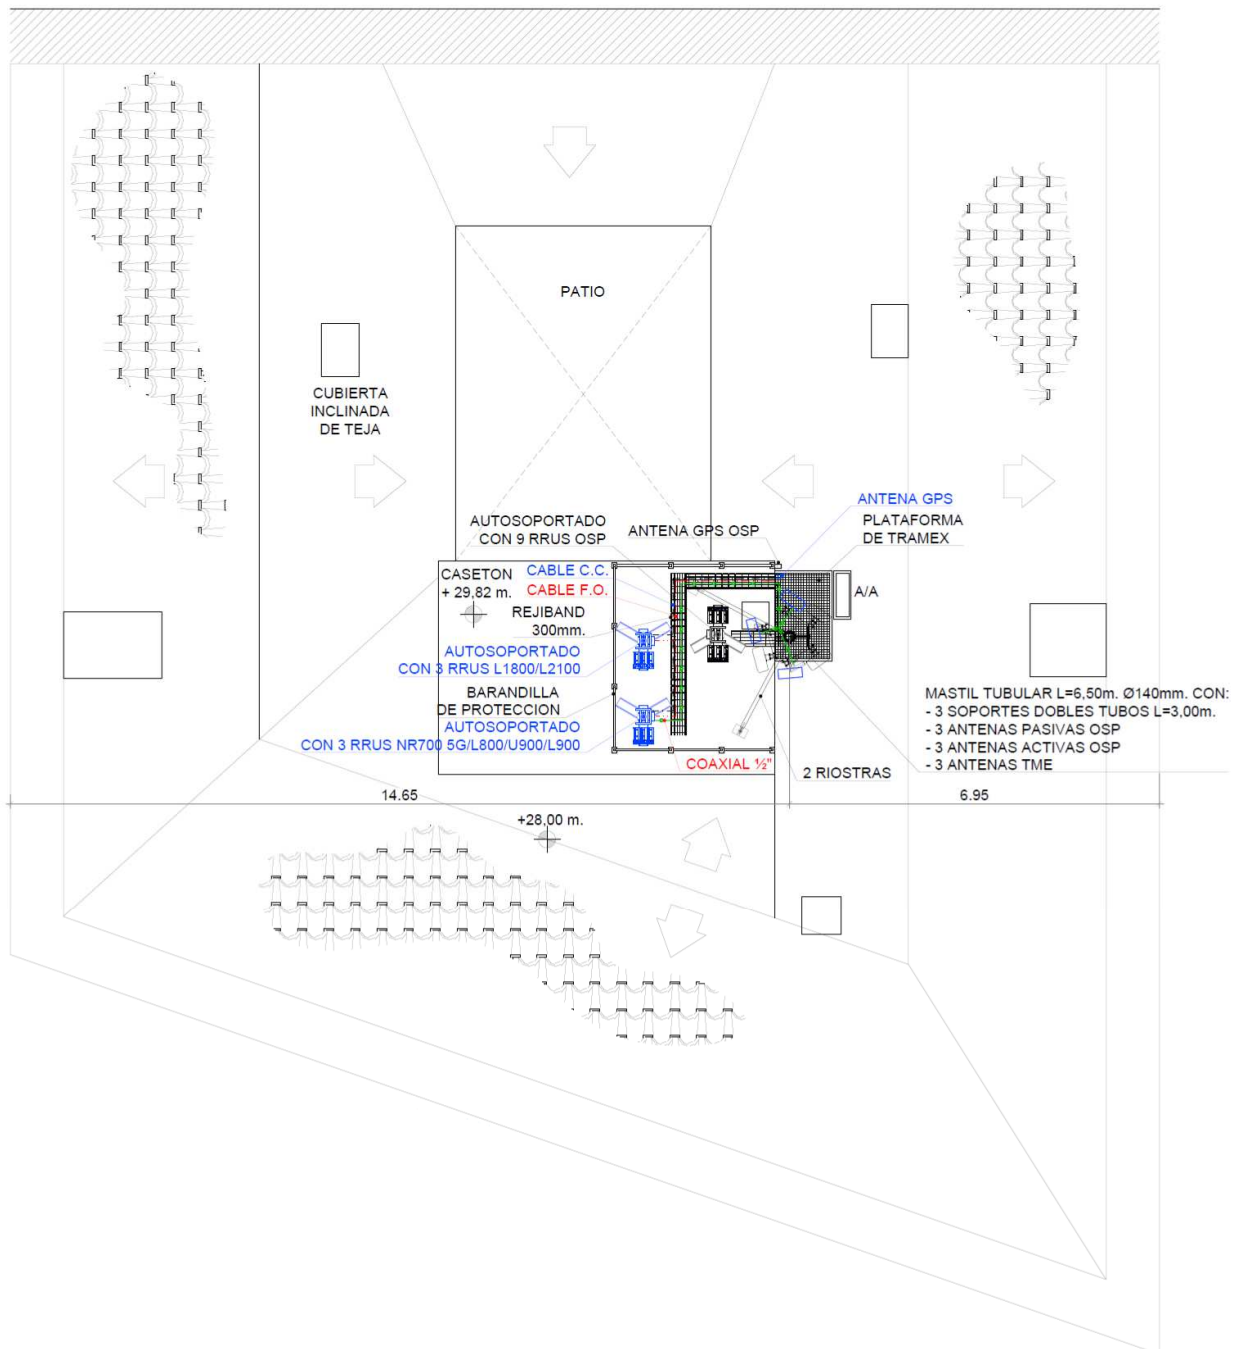 PATIO
CUBIERTA
INCLINADA
DE TEJA
ANTENA GPS
AUTOSOPORTADO
CON 9 RRUS OSP
ANTENA GPS OSP
PLATAFORMA
DE TRAMEX
CASETON
+ 29,82 m.
CABLE C.C.
CABLE F.O.
A/A
REJIBAND
300mm.
AUTOSOPORTADO
CON 3 RRUS L1800/L2100
BARANDILLA
DE PROTECCION
AUTOSOPORTADO
CON 3 RRUS NR700 5G/L800/U900/L900
MASTIL TUBULAR L=6,50m. Ø140mm. CON:
- 3 SOPORTES DOBLES TUBOS L=3,00m.
- 3 ANTENAS PASIVAS OSP
- 3 ANTENAS ACTIVAS OSP
- 3 ANTENAS TME
COAXIAL ½"
2 RIOSTRAS
14.65
6.95
+28,00 m.